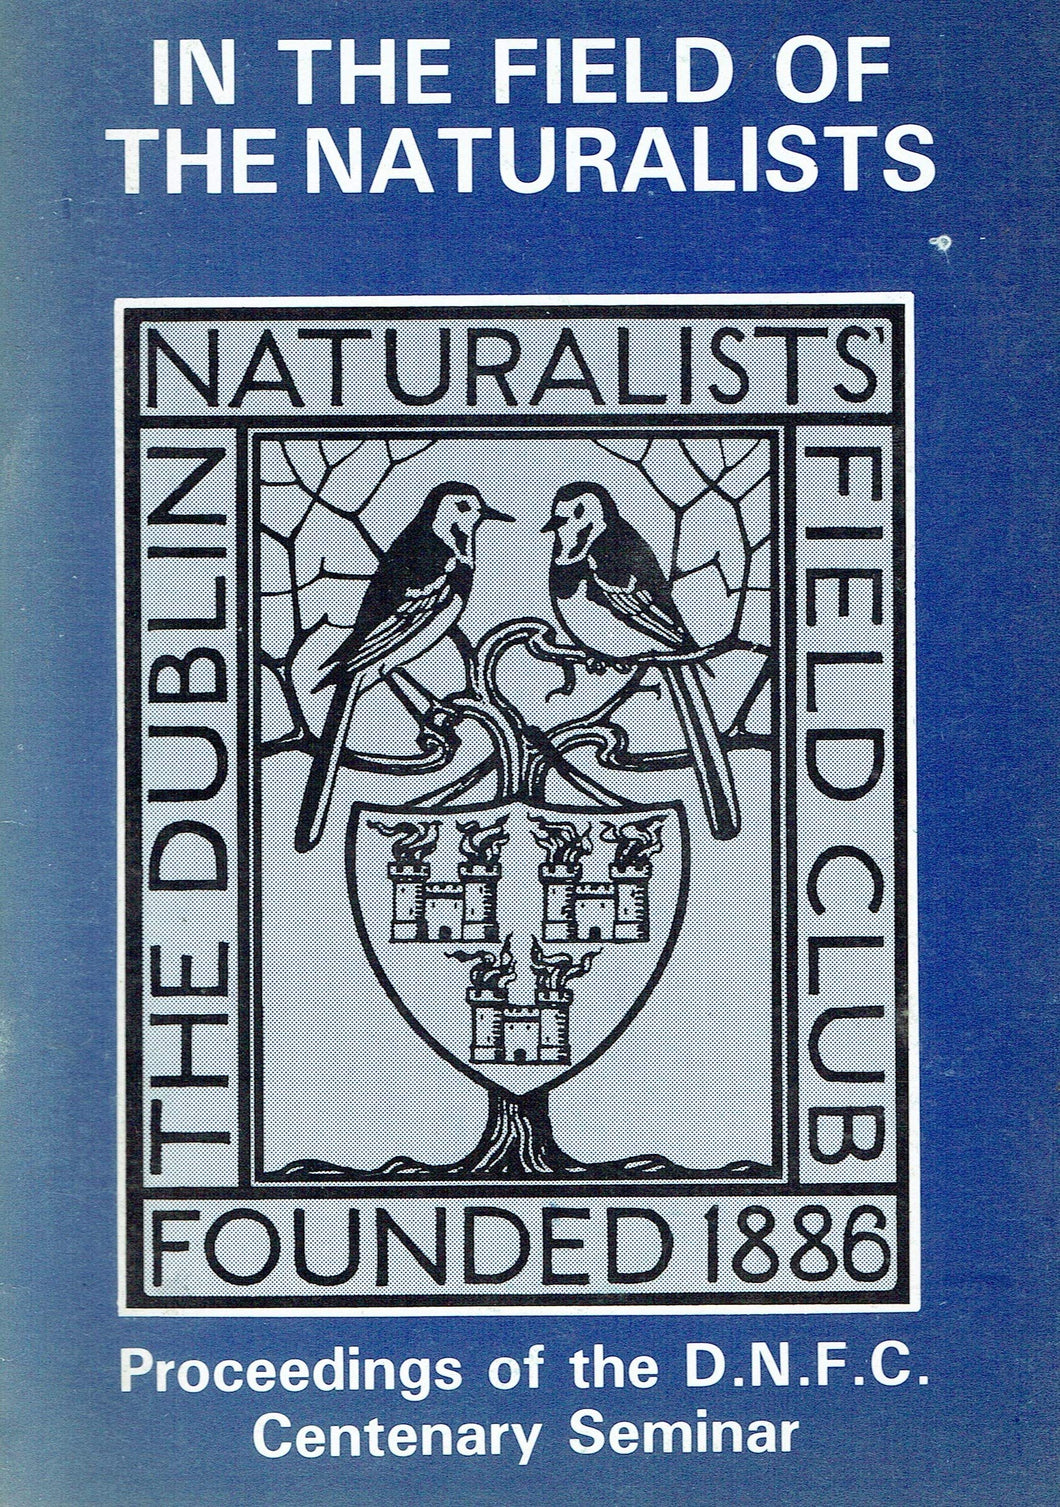 IN THE FIELD OF
THE NATURALISTS
NATURALISTS'
THE DUBLIN
FIELD CLUB
FOUNDED 1886
Proceedings of the D.N.F.C.
Centenary Seminar